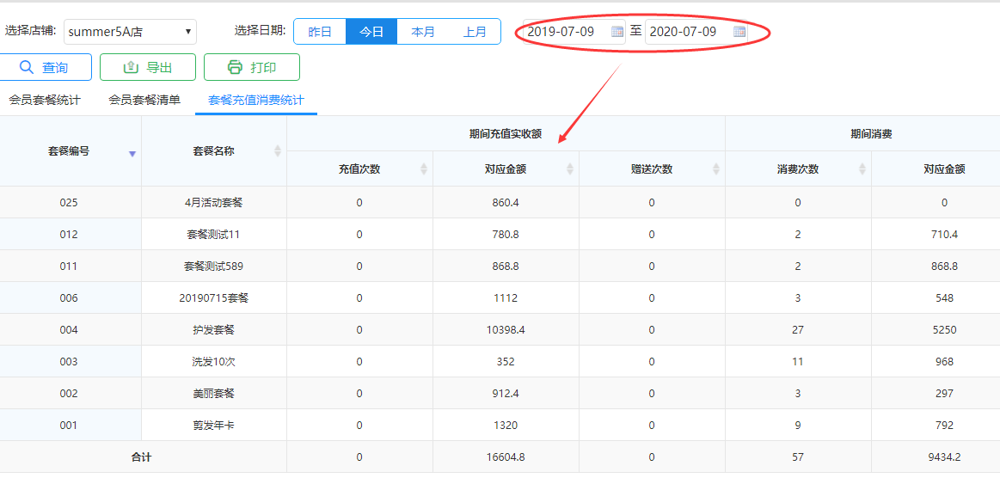 选择店铺: summer5A店 选择日期: 昨日 今日 本月 上月 2019-07-09 至 2020-07-09
查询 导出 打印
会员套餐统计 会员套餐清单 套餐充值消费统计
套餐编号 套餐名称 期间充值实收额 期间消费
充值次数 对应金额 赠送次数 消费次数 对应金额
025 4月活动套餐 0 860.4 0 0 0
012 套餐测试11 0 780.8 0 2 710.4
011 套餐测试589 0 868.8 0 2 868.8
006 20190715套餐 0 1112 0 3 548
004 护发套餐 0 10398.4 0 27 5250
003 洗发10次 0 352 0 11 968
002 美丽套餐 0 912.4 0 3 297
001 剪发年卡 0 1320 0 9 792
合计 0 16604.8 0 57 9434.2